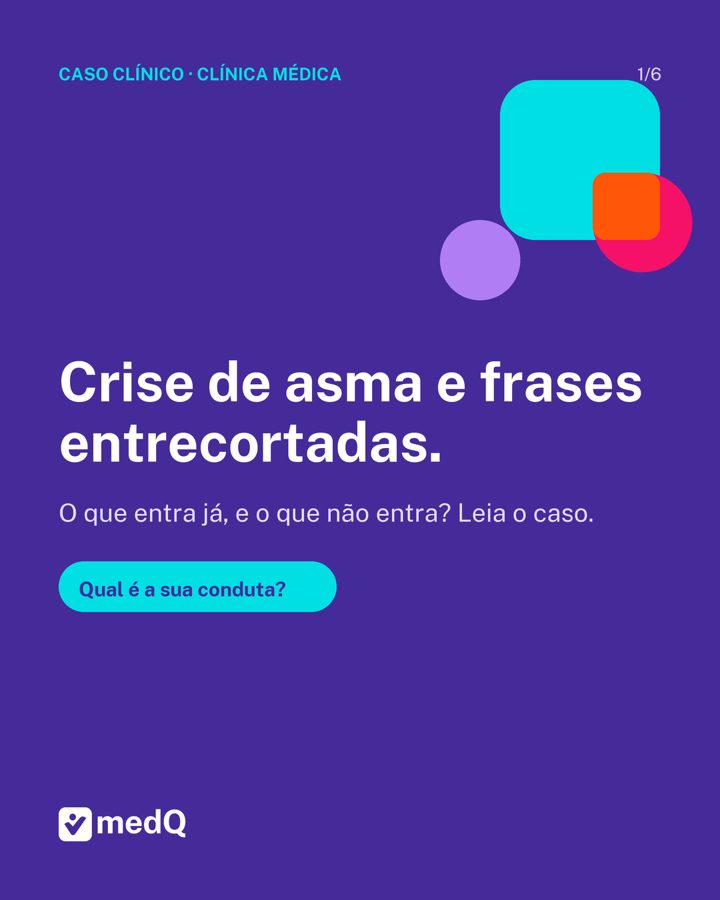 CASO CLÍNICO · CLÍNICA MÉDICA
1/6
Crise de asma e frases
entrecortadas.
O que entra já, e o que não entra? Leia o caso.
Qual é a sua conduta?
medQ